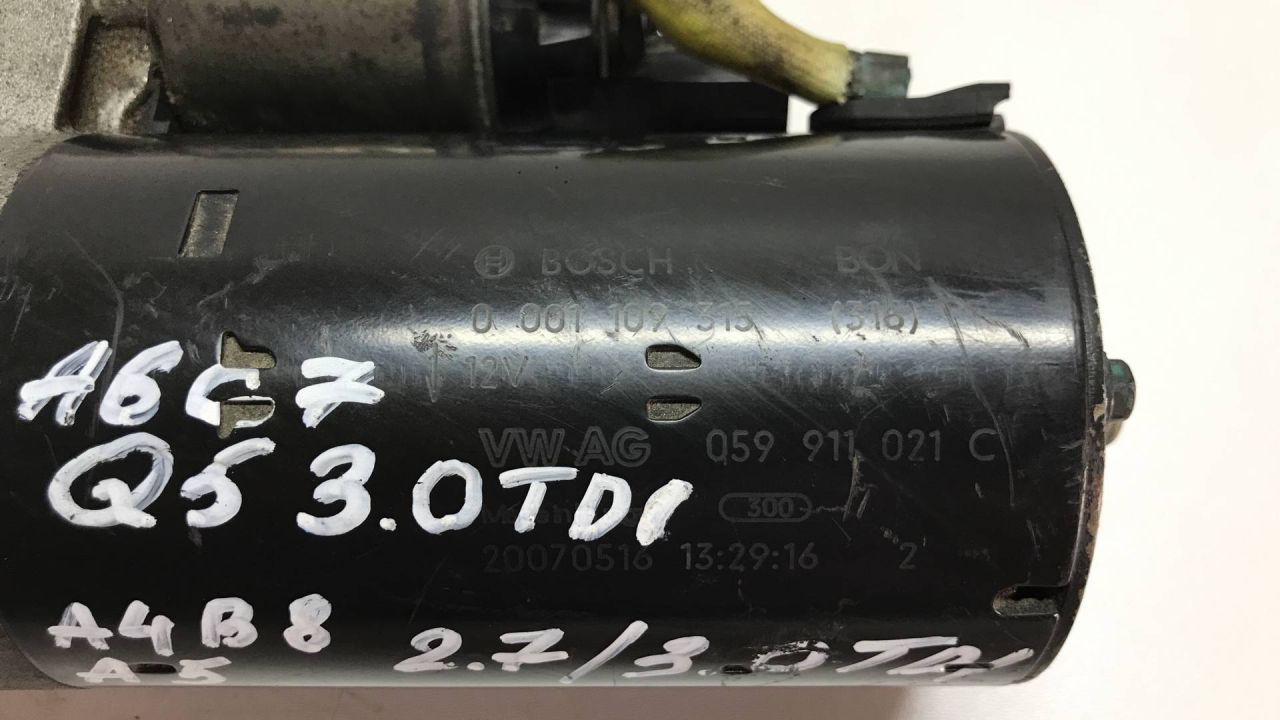 BOSCH BON
0 001 109 315 (316)
12V
A6C7
VW AG 059 911 021 C
Q5 3.0TDI
300
20070516 13:29:16 2
A4B8 2.7/3.0TDI
A5